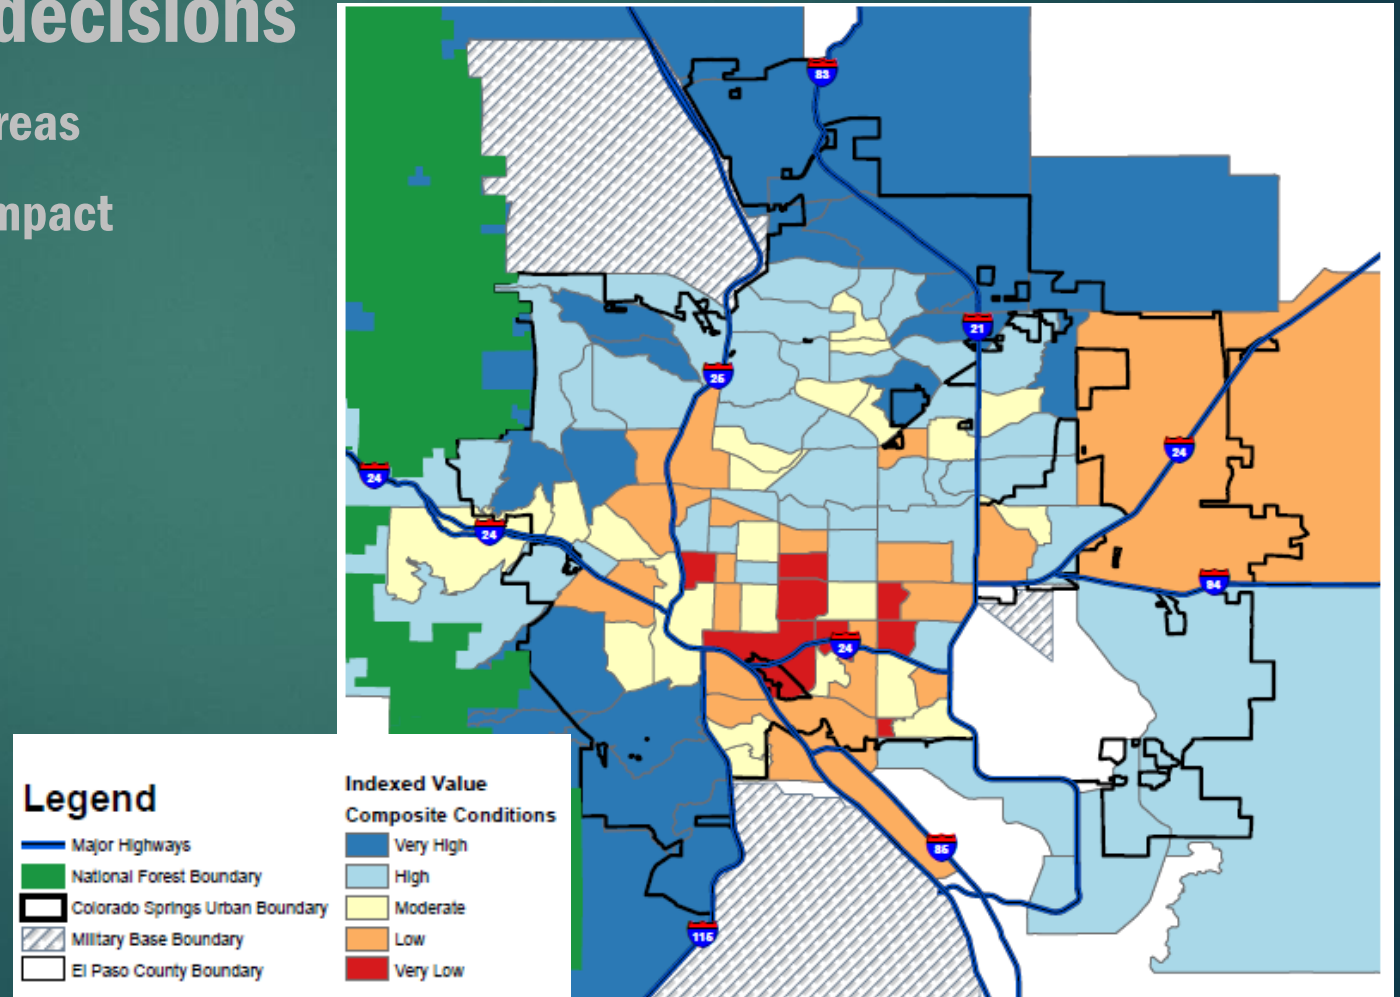 decisions
reas
mpact
83
21
25
24
24
24
94
24
85
115
Legend
Major Highways
National Forest Boundary
Colorado Springs Urban Boundary
Military Base Boundary
El Paso County Boundary
Indexed Value
Composite Conditions
Very High
High
Moderate
Low
Very Low